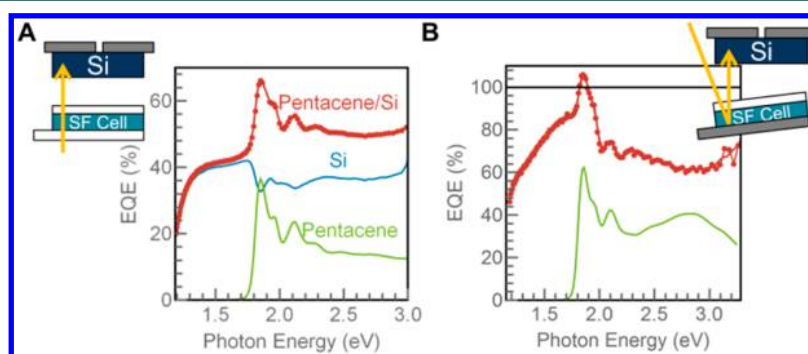 A
Si
SF Cell
Pentacene/Si
Si
Pentacene
EQE (%)
60
40
20
0
1.5
2.0
2.5
3.0
Photon Energy (eV)
B
Si
SF Cell
EQE (%)
100
80
60
40
20
0
1.5
2.0
2.5
3.0
Photon Energy (eV)